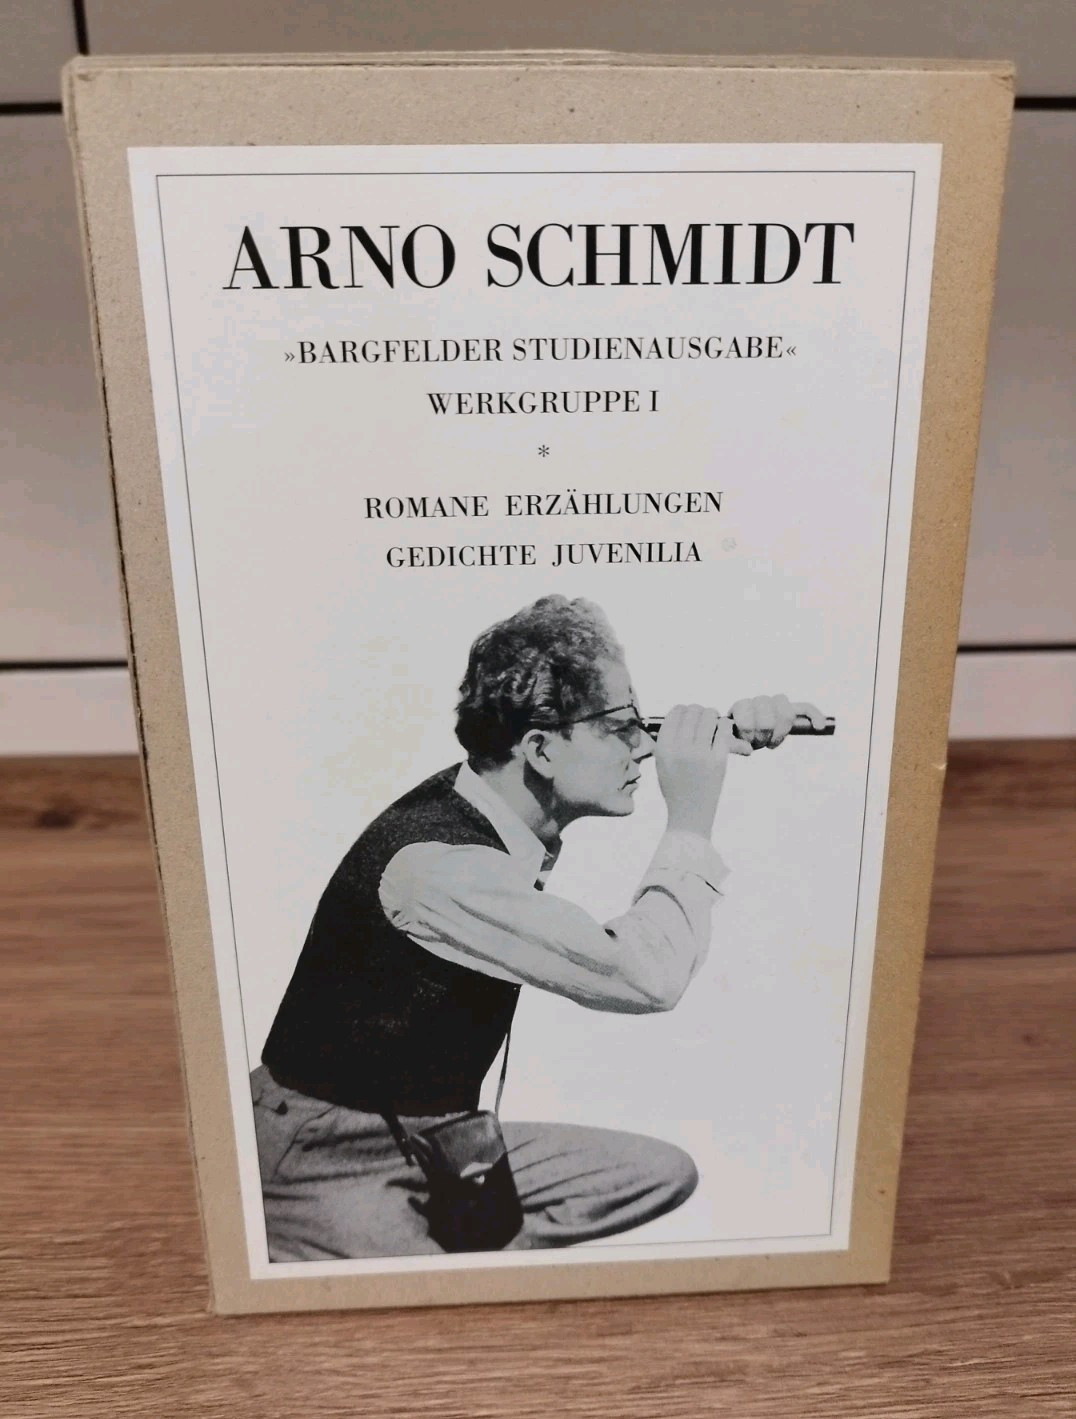 ARNO SCHMIDT
»BARGFELDER STUDIENAUSGABE«
WERKGRUPPE I
*
ROMANE ERZÄHLUNGEN
GEDICHTE JUVENILIA